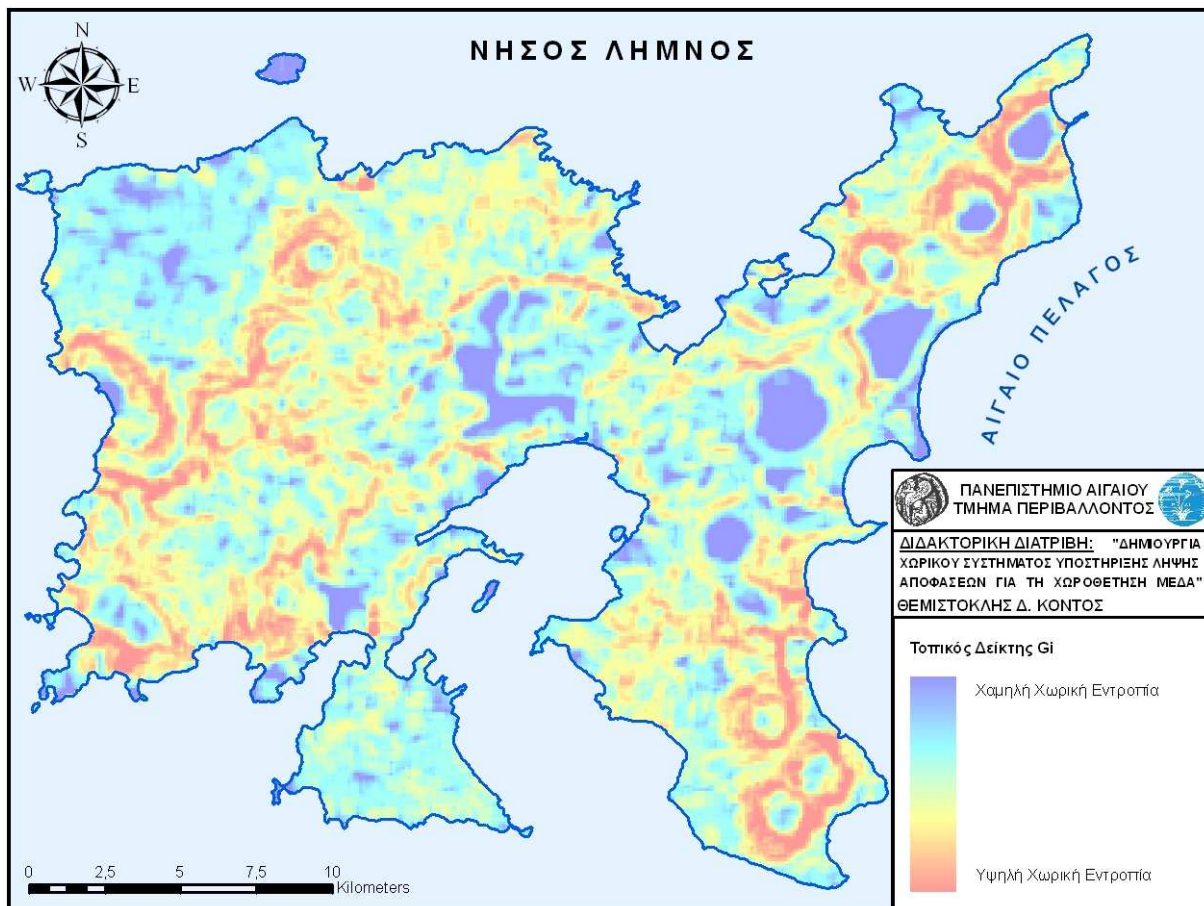 ΝΗΣΟΣ ΛΗΜΝΟΣ
N
W E
S
ΑΙΓΑΙΟ ΠΕΛΑΓΟΣ
ΠΑΝΕΠΙΣΤΗΜΙΟ ΑΙΓΑΙΟΥ
ΤΜΗΜΑ ΠΕΡΙΒΑΛΛΟΝΤΟΣ
ΔΙΔΑΚΤΟΡΙΚΗ ΔΙΑΤΡΙΒΗ: "ΔΗΜΙΟΥΡΓΙΑ
ΧΩΡΙΚΟΥ ΣΥΣΤΗΜΑΤΟΣ ΥΠΟΣΤΗΡΙΞΗΣ ΛΗΨΗΣ
ΑΠΟΦΑΣΕΩΝ ΓΙΑ ΤΗ ΧΩΡΟΘΕΤΗΣΗ ΜΕΔΑ"
ΘΕΜΙΣΤΟΚΛΗΣ Δ. ΚΟΝΤΟΣ
Τοπικός Δείκτης Gi
Χαμηλή Χωρική Εντροπία
Υψηλή Χωρική Εντροπία
0 2,5 5 7,5 10
Kilometers